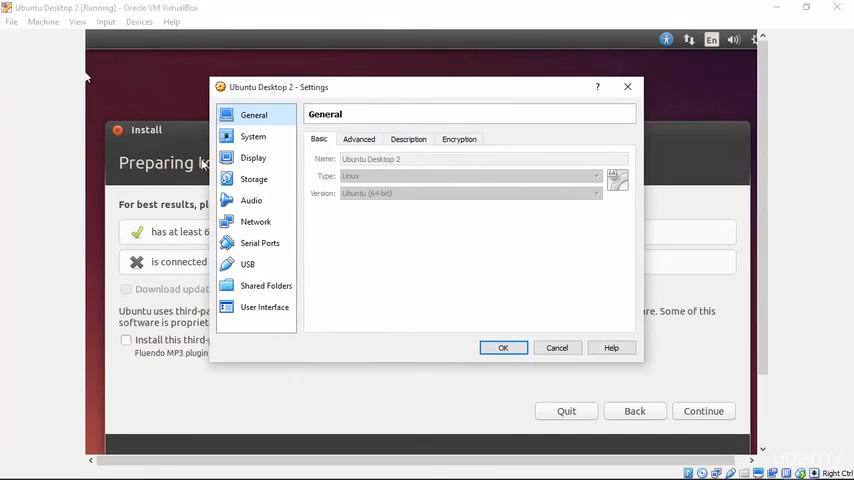 Ubuntu Desktop 2 [Running] - Oracle VM VirtualBox
File Machine View Input Devices Help
En
Ubuntu Desktop 2 - Settings
?
General
General
Install
System
Basic Advanced Description Encryption
Preparing
Display
Name: Ubuntu Desktop 2
Type: Linux
Storage
Version: Ubuntu (64-bit)
64
For best results, pl
Audio
has at least 6
Network
Serial Ports
is connected
USB
Download updat
Shared Folders
Ubuntu uses third-pa
are. Some of this
software is propriet
User Interface
Install this third-p
Fluendo MP3 plugin
OK Cancel Help
Quit Back Continue
udemy
Right Ctrl